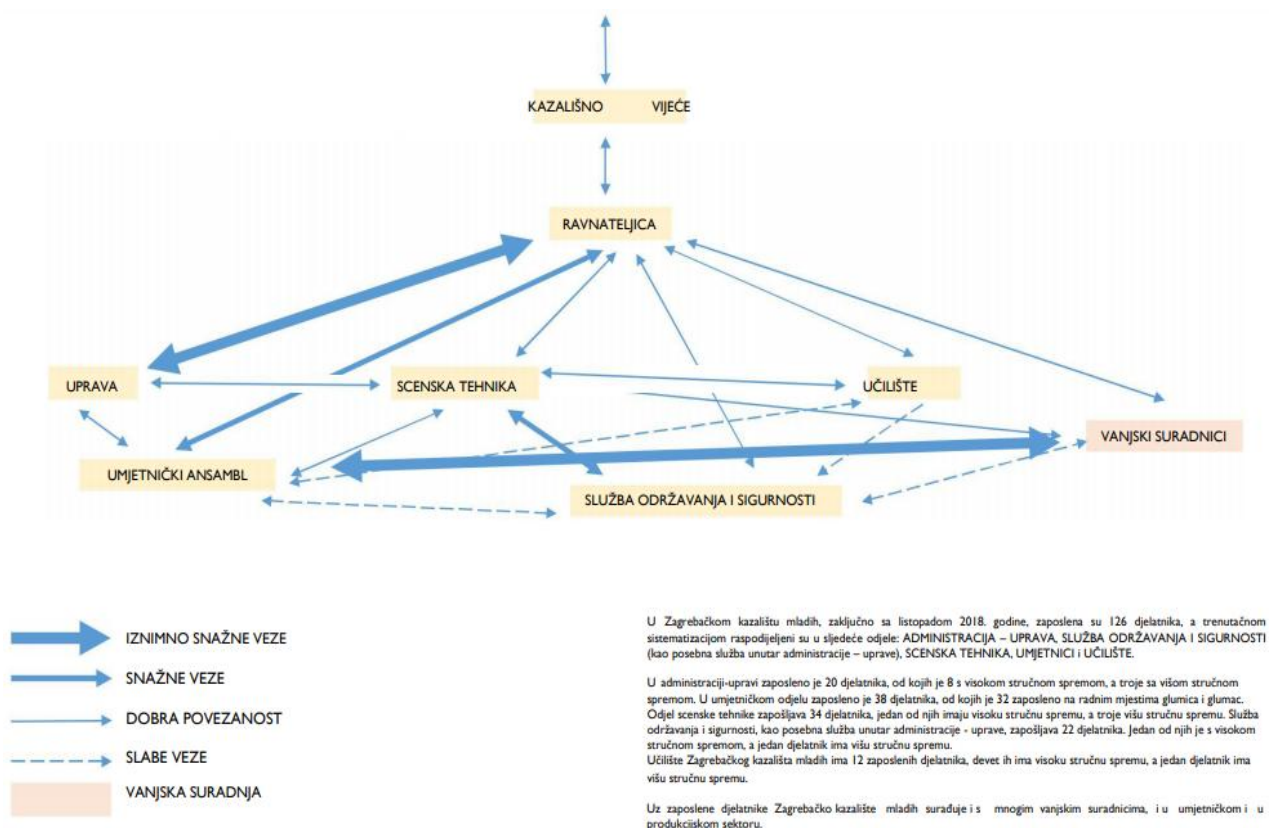 KAZALIŠNO VIJEĆE
RAVNATELJICA
UPRAVA
SCENSKA TEHNIKA
UČILIŠTE
VANJSKI SURADNICI
UMJETNIČKI ANSAMBL
SLUŽBA ODRŽAVANJA I SIGURNOSTI
IZNIMNO SNAŽNE VEZE
SNAŽNE VEZE
DOBRA POVEZANOST
SLABE VEZE
VANJSKA SURADNJA
U Zagrebačkom kazalištu mladih, zaključno sa listopadom 2018. godine, zaposlena su 126 djelatnika, a trenutačnom
sistematizacijom raspodijeljeni su u sljedeće odjele: ADMINISTRACIJA – UPRAVA, SLUŽBA ODRŽAVANJA I SIGURNOSTI
(kao posebna služba unutar administracije – uprave), SCENSKA TEHNIKA, UMJETNICI i UČILIŠTE.
U administraciji-upravi zaposleno je 20 djelatnika, od kojih je 8 s visokom stručnom spremom, a troje sa višom stručnom
spremom. U umjetničkom odjelu zaposleno je 38 djelatnika, od kojih je 32 zaposleno na radnim mjestima glumica i glumac.
Odjel scenske tehnike zapošljava 34 djelatnika, jedan od njih imaju visoku stručnu spremu, a troje višu stručnu spremu. Služba
održavanja i sigurnosti, kao posebna služba unutar administracije - uprave, zapošljava 22 djelatnika. Jedan od njih je s visokom
stručnom spremom, a jedan djelatnik ima višu stručnu spremu.
Učilište Zagrebačkog kazališta mladih ima 12 zaposlenih djelatnika, devet ih ima visoku stručnu spremu, a jedan djelatnik ima
višu stručnu spremu.
Uz zaposlene djelatnike Zagrebačko kazalište mladih surađuje i s mnogim vanjskim suradnicima, i u umjetničkom i u
produkcijskom sektoru.